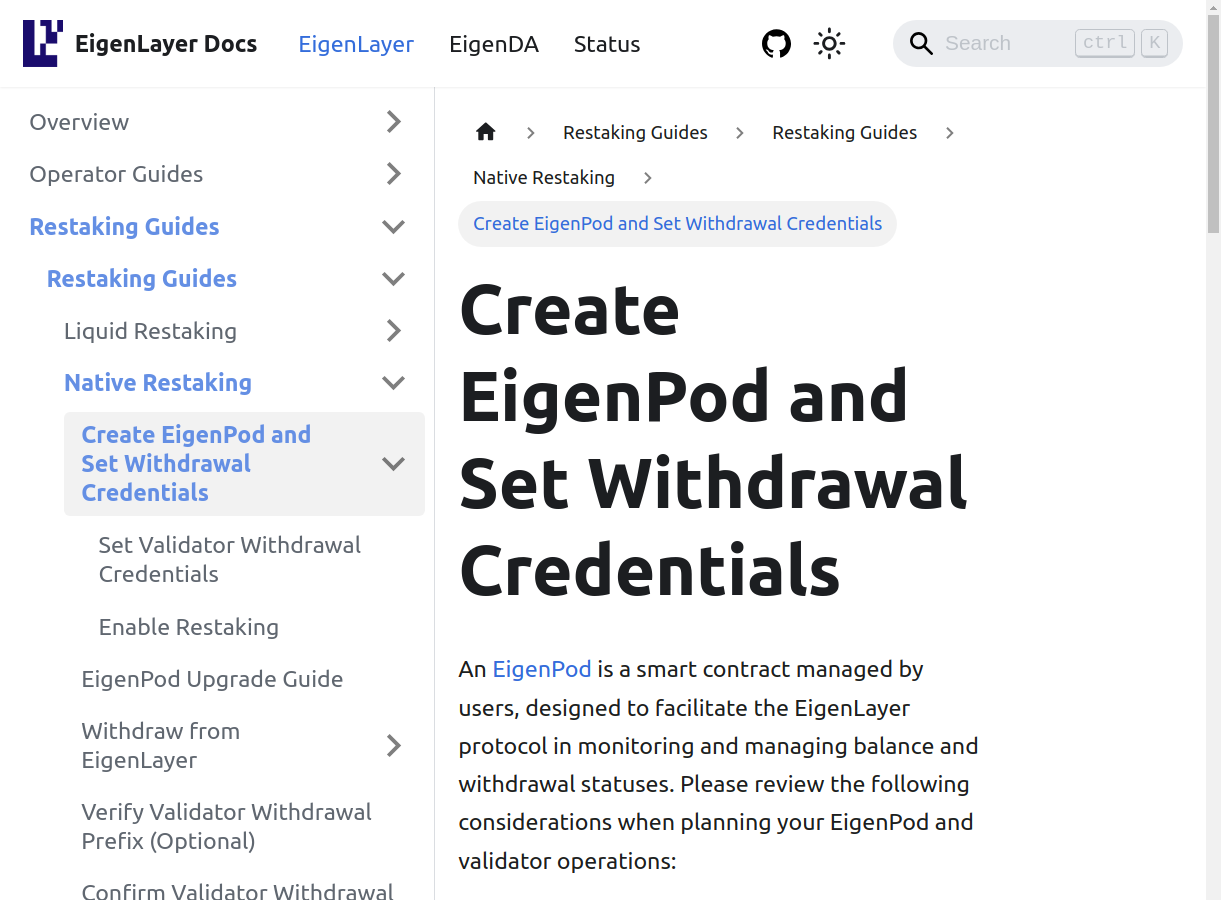 EigenLayer Docs
EigenLayer
EigenDA
Status
Search
ctrl
K
Overview
Operator Guides
Restaking Guides
Restaking Guides
Liquid Restaking
Native Restaking
Create EigenPod and
Set Withdrawal
Credentials
Set Validator Withdrawal
Credentials
Enable Restaking
EigenPod Upgrade Guide
Withdraw from
EigenLayer
Verify Validator Withdrawal
Prefix (Optional)
Confirm Validator Withdrawal
Restaking Guides
Restaking Guides
Native Restaking
Create EigenPod and Set Withdrawal Credentials
Create
EigenPod and
Set Withdrawal
Credentials
An EigenPod is a smart contract managed by
users, designed to facilitate the EigenLayer
protocol in monitoring and managing balance and
withdrawal statuses. Please review the following
considerations when planning your EigenPod and
validator operations: